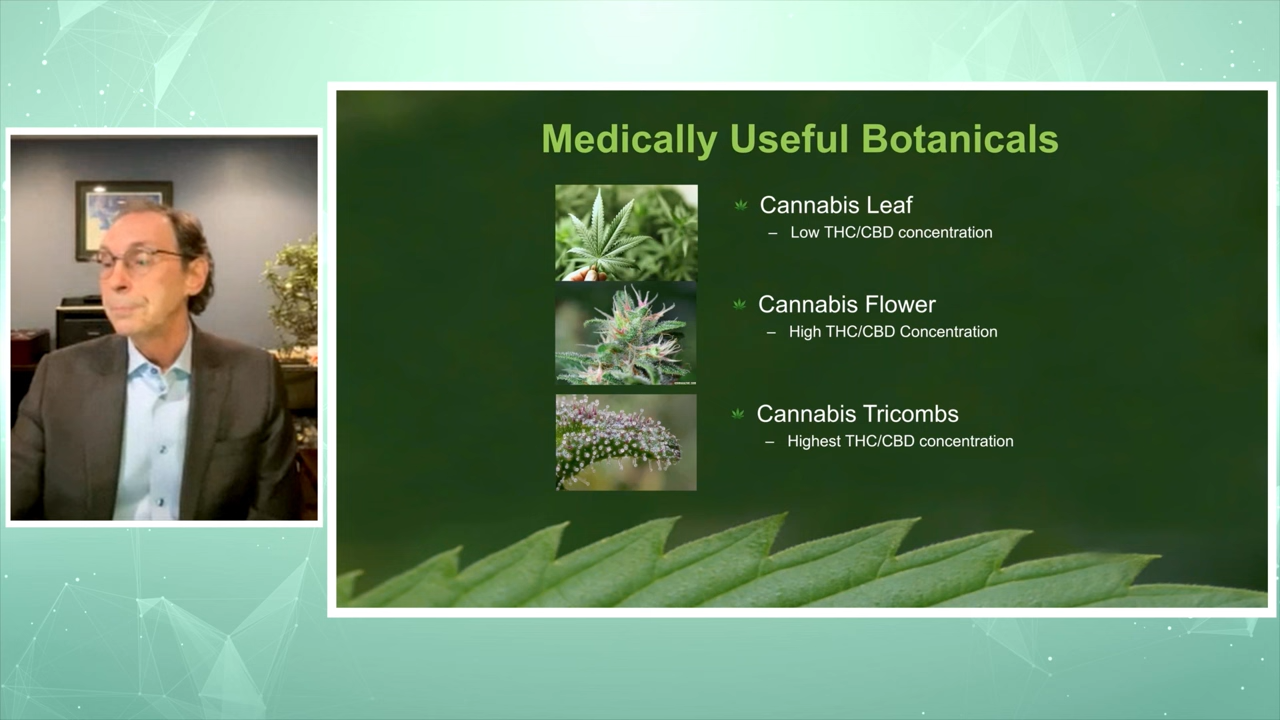 Medically Useful Botanicals
Cannabis Leaf
– Low THC/CBD concentration
Cannabis Flower
– High THC/CBD Concentration
Cannabis Tricombs
– Highest THC/CBD concentration